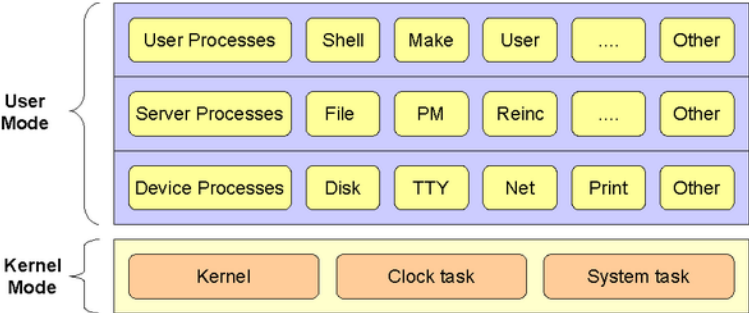 User Processes Shell Make User .... Other
User
Mode
Server Processes File PM Reinc .... Other
Device Processes Disk TTY Net Print Other
Kernel
Mode
Kernel Clock task System task